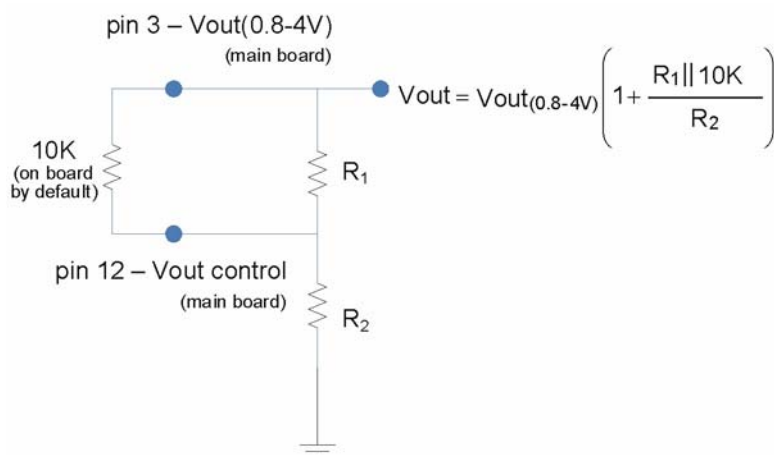 pin 3 – Vout(0.8-4V)
(main board)
Vout = Vout(0.8-4V) (1+ R1||10K / R2)
10K
(on board
by default)
R1
pin 12 – Vout control
(main board)
R2